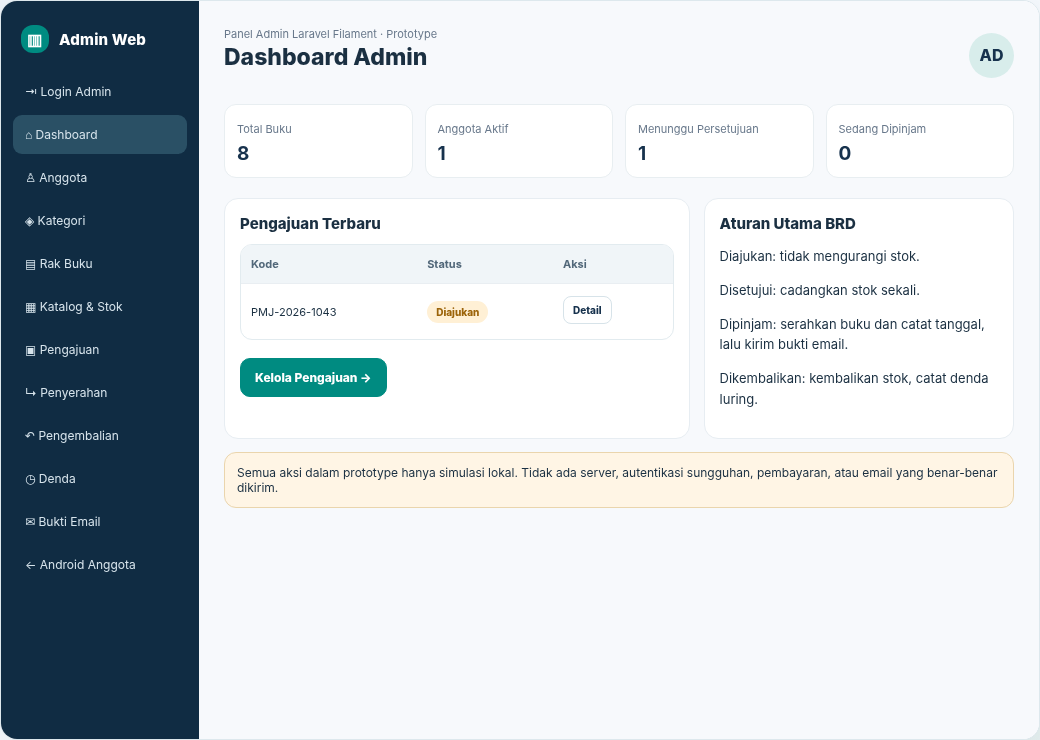 Admin Web
Login Admin
Dashboard
Anggota
Kategori
Rak Buku
Katalog & Stok
Pengajuan
Penyerahan
Pengembalian
Denda
Bukti Email
← Android Anggota
Panel Admin Laravel Filament · Prototype
Dashboard Admin
AD
Total Buku
8
Anggota Aktif
1
Menunggu Persetujuan
1
Sedang Dipinjam
0
Pengajuan Terbaru
Kode Status Aksi
PMJ-2026-1043 Diajukan Detail
Kelola Pengajuan →
Aturan Utama BRD
Diajukan: tidak mengurangi stok.
Disetujui: cadangkan stok sekali.
Dipinjam: serahkan buku dan catat tanggal,
lalu kirim bukti email.
Dikembalikan: kembalikan stok, catat denda
luring.
Semua aksi dalam prototype hanya simulasi lokal. Tidak ada server, autentikasi sungguhan, pembayaran, atau email yang benar-benar
dikirim.